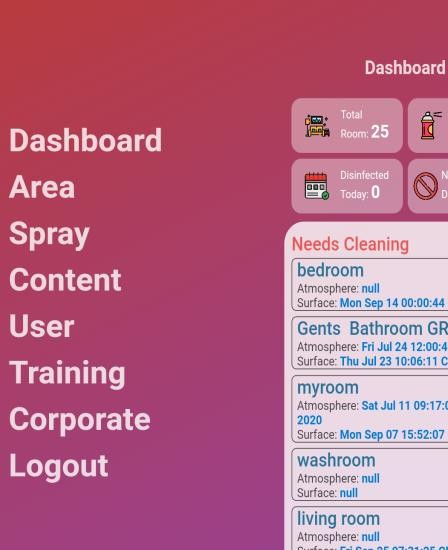 Dashboard
Dashboard
Area
Spray
Content
User
Training
Corporate
Logout
Total
Room: 25
Disinfected
Today: 0
Needs Cleaning
bedroom
Atmosphere: null
Surface: Mon Sep 14 00:00:44
Gents Bathroom GR
Atmosphere: Fri Jul 24 12:00:4
Surface: Thu Jul 23 10:06:11 C
myroom
Atmosphere: Sat Jul 11 09:17:0
2020
Surface: Mon Sep 07 15:52:07
washroom
Atmosphere: null
Surface: null
living room
Atmosphere: null